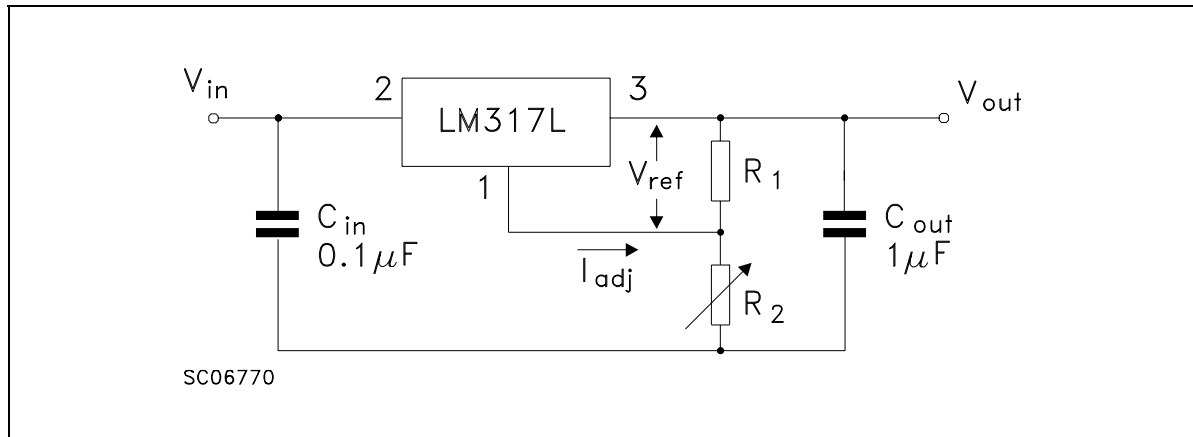 V_in
2
LM317L
3
V_out
1
V_ref
R_1
C_in
0.1μF
I_adj
C_out
1μF
R_2
SC06770